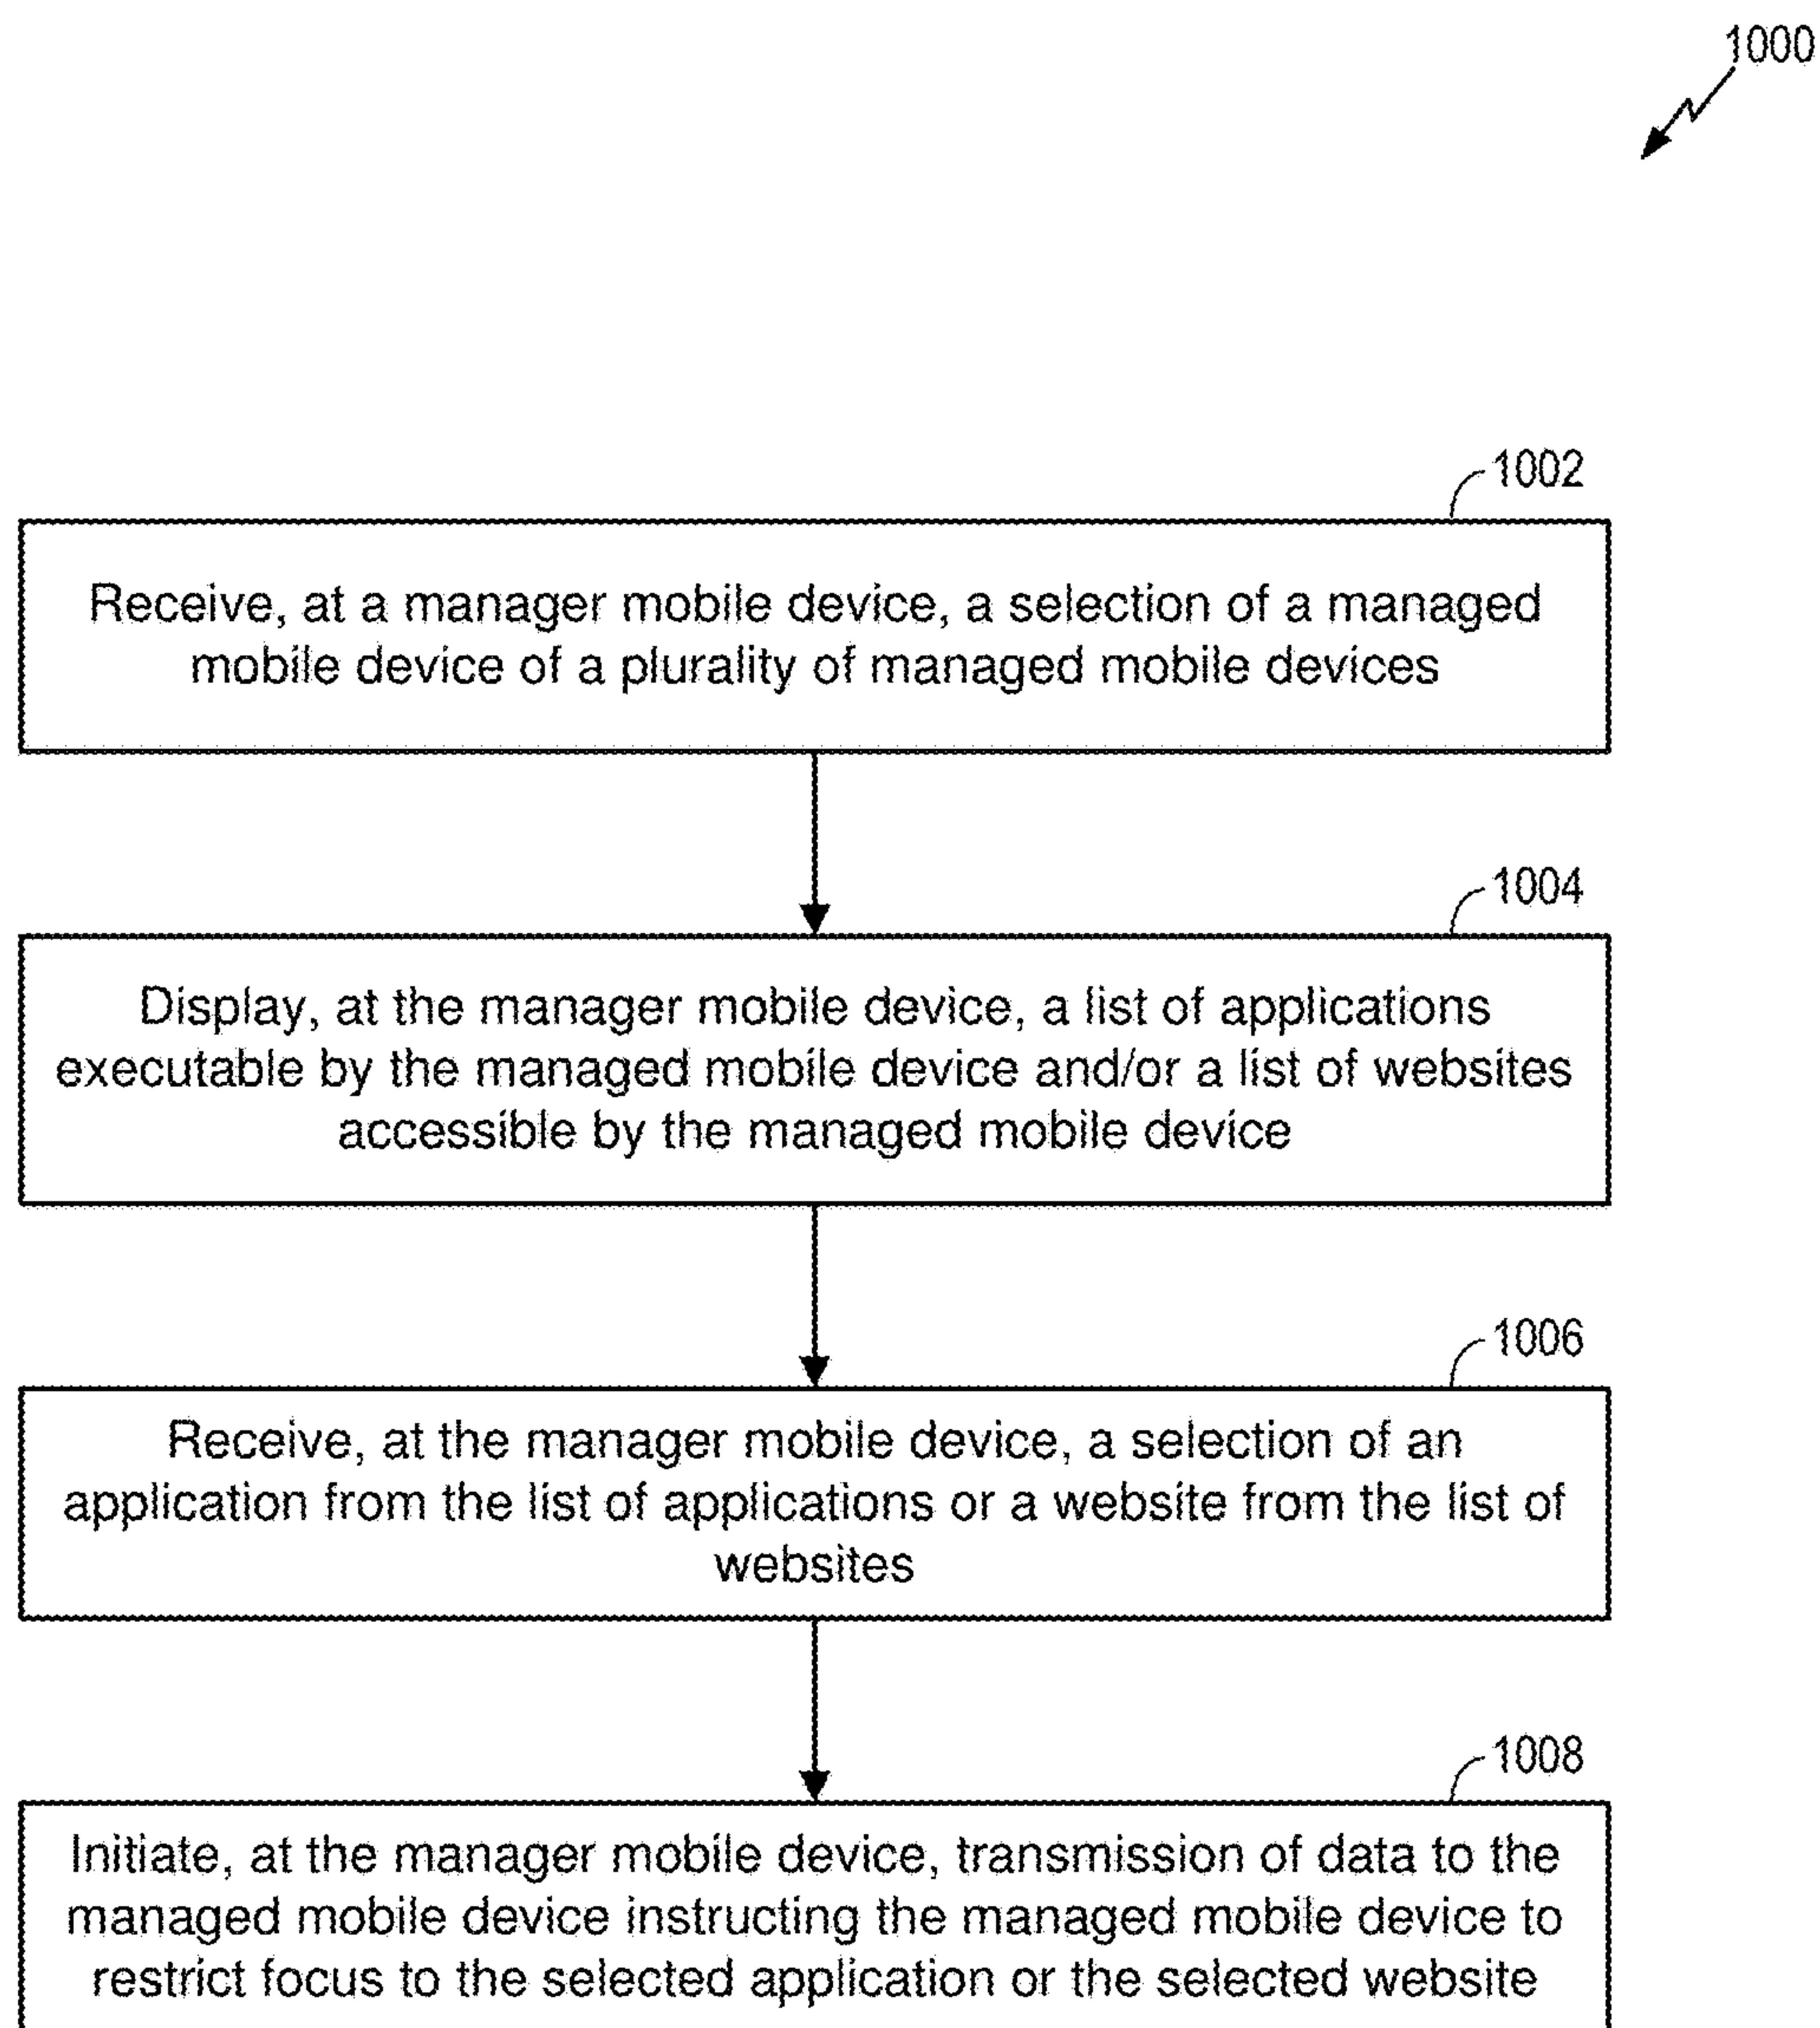 1000
1002
Receive, at a manager mobile device, a selection of a managed
mobile device of a plurality of managed mobile devices
1004
Display, at the manager mobile device, a list of applications
executable by the managed mobile device and/or a list of websites
accessible by the managed mobile device
1006
Receive, at the manager mobile device, a selection of an
application from the list of applications or a website from the list of
websites
1008
Initiate, at the manager mobile device, transmission of data to the
managed mobile device instructing the managed mobile device to
restrict focus to the selected application or the selected website